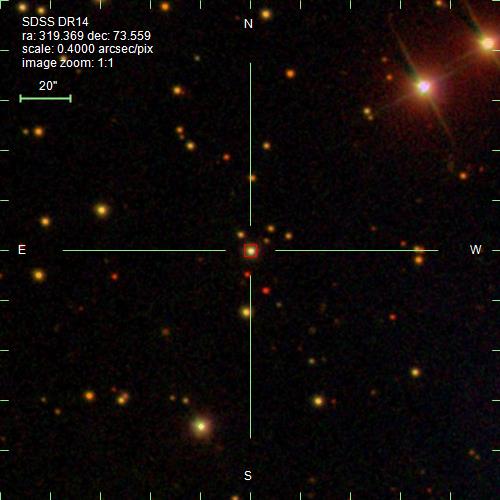 SDSS DR14
ra: 319.369 dec: 73.559
scale: 0.4000 arcsec/pix
image zoom: 1:1
20"
N
E
W
S